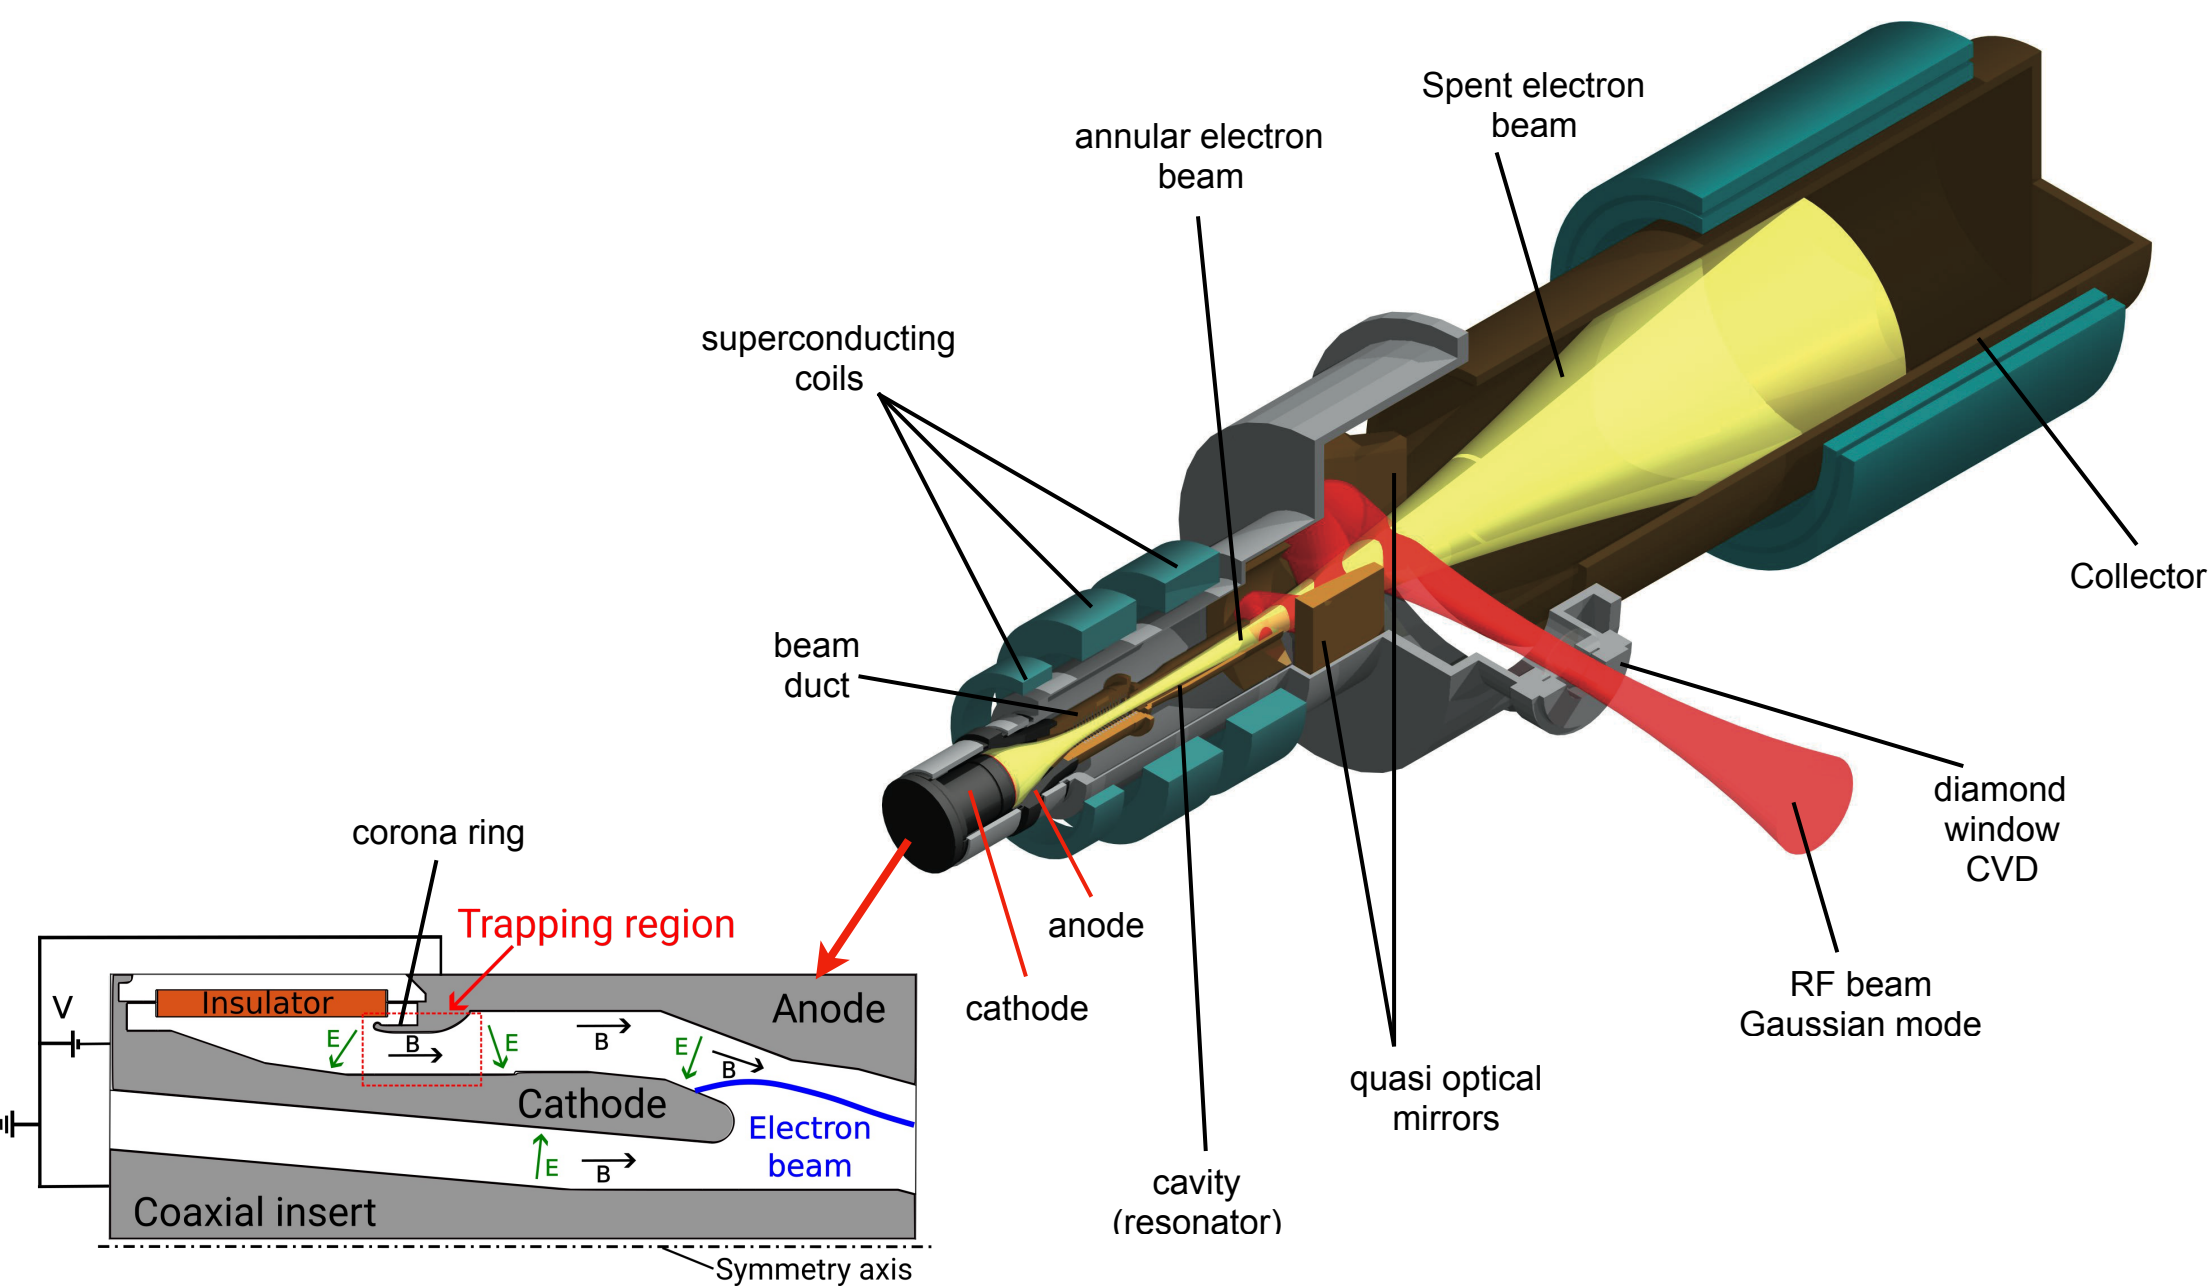 Spent electron
beam
annular electron
beam
superconducting
coils
beam
duct
Collector
diamond
window
CVD
corona ring
Trapping region
anode
cathode
RF beam
Gaussian mode
quasi optical
mirrors
cavity
(resonator)
V
Insulator
Anode
E
B
E
B
E
B
Cathode
Electron
beam
E
B
Coaxial insert
Symmetry axis